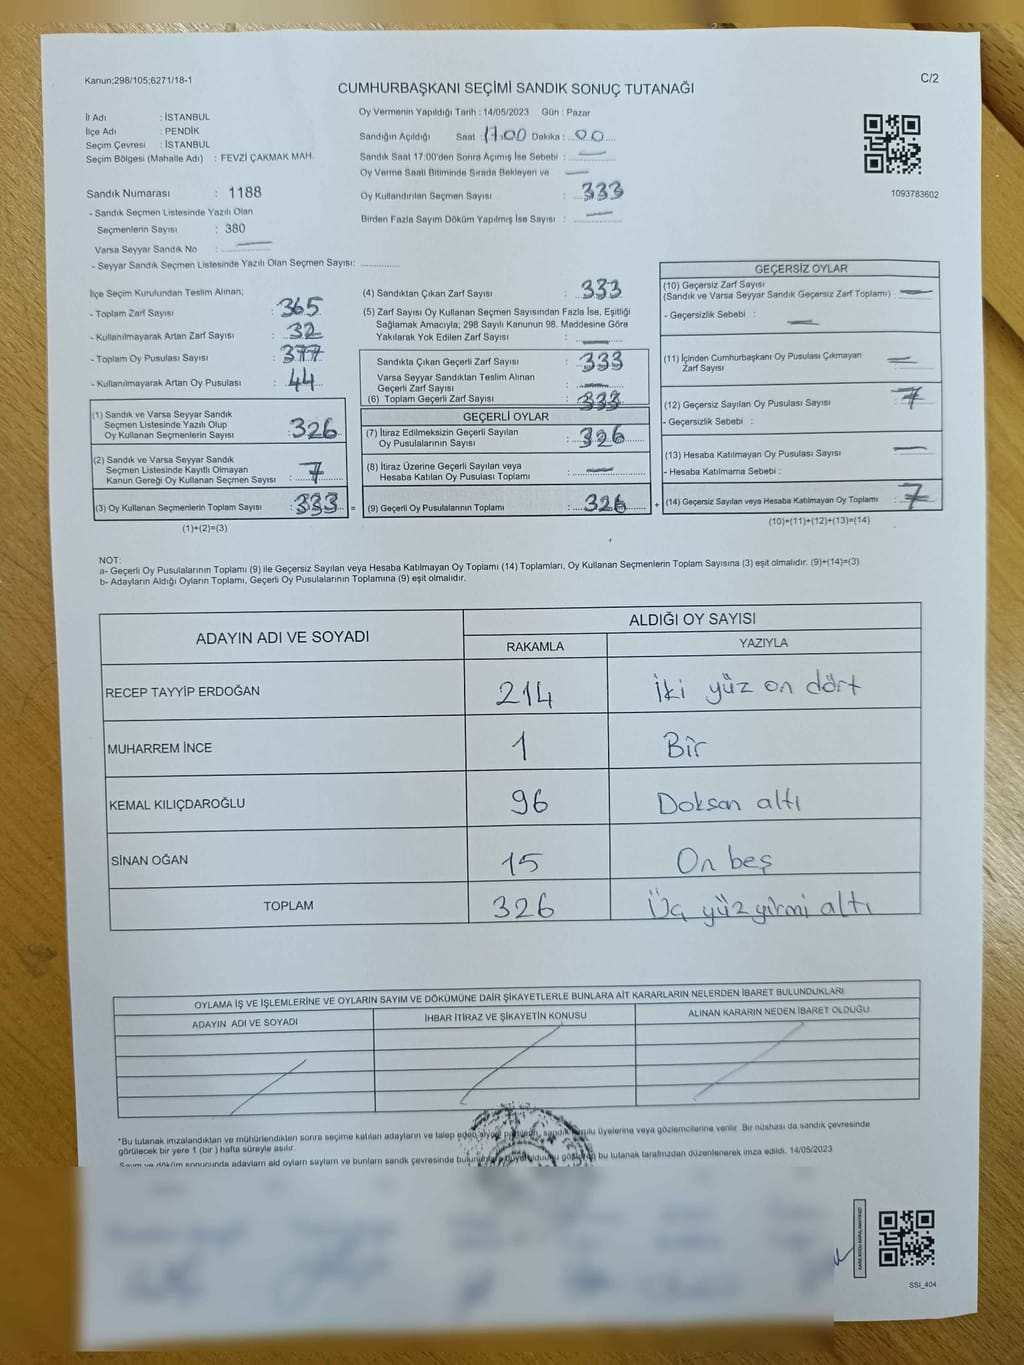 Kanun;298/105;6271/18-1
C/2
CUMHURBAŞKANI SEÇİMİ SANDIK SONUÇ TUTANAĞI
İl Adı : İSTANBUL
İlçe Adı : PENDİK
Seçim Çevresi : İSTANBUL
Seçim Bölgesi (Mahalle Adı) : FEVZİ ÇAKMAK MAH.
Sandık Numarası : 1188
- Sandık Seçmen Listesinde Yazılı Olan
Seçmenlerin Sayısı : 380
Varsa Seyyar Sandık No : —
- Seyyar Sandık Seçmen Listesinde Yazılı Olan Seçmen Sayısı: ............
Oy Vermenin Yapıldığı Tarih : 14/05/2023 Gün : Pazar
Sandığın Açıldığı Saat : 17.00 Dakika : 00
Sandık Saat 17:00'den Sonra Açımış İse Sebebi : —
Oy Verme Saati Bitiminde Sırada Bekleyen ve —
Oy Kullandırılan Seçmen Sayısı : 333
Birden Fazla Sayım Döküm Yapılmış İse Sayısı : —
1093783602
İlçe Seçim Kurulundan Teslim Alınan;
- Toplam Zarf Sayısı : 365
- Kullanılmayarak Artan Zarf Sayısı : 32
- Toplam Oy Pusulası Sayısı : 377
- Kullanılmayarak Artan Oy Pusulası : 44
(1) Sandık ve Varsa Seyyar Sandık
Seçmen Listesinde Yazılı Olup
Oy Kullanan Seçmenlerin Sayısı : 326
(2) Sandık ve Varsa Seyyar Sandık
Seçmen Listesinde Kayıtlı Olmayan
Kanun Gereği Oy Kullanan Seçmen Sayısı : 7
(3) Oy Kullanan Seçmenlerin Toplam Sayısı : 333 =
(1)+(2)=(3)
(4) Sandıktan Çıkan Zarf Sayısı : 333
(5) Zarf Sayısı Oy Kullanan Seçmen Sayısından Fazla İse, Eşitliği
Sağlamak Amacıyla; 298 Sayılı Kanunun 98. Maddesine Göre
Yakılarak Yok Edilen Zarf Sayısı : —
Sandıkta Çıkan Geçerli Zarf Sayısı : 333
Varsa Seyyar Sandıktan Teslim Alınan
Geçerli Zarf Sayısı : —
(6) Toplam Geçerli Zarf Sayısı : 333
GEÇERLİ OYLAR
(7) İtiraz Edilmeksizin Geçerli Sayılan
Oy Pusulalarının Sayısı : 326
(8) İtiraz Üzerine Geçerli Sayılan veya
Hesaba Katılan Oy Pusulası Toplamı : —
(9) Geçerli Oy Pusulalarının Toplamı : 326 +
GEÇERSİZ OYLAR
(10) Geçersiz Zarf Sayısı
(Sandık ve Varsa Seyyar Sandık Geçersiz Zarf Toplamı) : —
- Geçersizlik Sebebi : —
(11) İçinden Cumhurbaşkanı Oy Pusulası Çıkmayan
Zarf Sayısı —
(12) Geçersiz Sayılan Oy Pusulası Sayısı 7
- Geçersizlik Sebebi :
(13) Hesaba Katılmayan Oy Pusulası Sayısı —
- Hesaba Katılmama Sebebi :
(14) Geçersiz Sayılan veya Hesaba Katılmayan Oy Toplamı : 7
(10)+(11)+(12)+(13)=(14)
NOT:
a- Geçerli Oy Pusulalarının Toplamı (9) ile Geçersiz Sayılan veya Hesaba Katılmayan Oy Toplamı (14) Toplamları, Oy Kullanan Seçmenlerin Toplam Sayısına (3) eşit olmalıdır. (9)+(14)=(3)
b- Adayların Aldığı Oyların Toplamı, Geçerli Oy Pusulalarının Toplamına (9) eşit olmalıdır.
ADAYIN ADI VE SOYADI ALDIĞI OY SAYISI
RAKAMLA YAZIYLA
RECEP TAYYİP ERDOĞAN 214 İki yüz on dört
MUHARREM İNCE 1 Bir
KEMAL KILIÇDAROĞLU 96 Doksan altı
SİNAN OĞAN 15 On beş
TOPLAM 326 Üç yüz yirmi altı
OYLAMA İŞ VE İŞLEMLERİNE VE OYLARIN SAYIM VE DÖKÜMÜNE DAİR ŞİKAYETLERLE BUNLARA AİT KARARLARIN NELERDEN İBARET BULUNDUKLARI
ADAYIN ADI VE SOYADI İHBAR İTİRAZ VE ŞİKAYETİN KONUSU ALINAN KARARIN NEDEN İBARET OLDUĞU
*Bu tutanak imzalandıktan ve mühürlendikten sonra seçime katılan adayların ve talep eden siyasi partilerin, sandık kurulu üyelerine veya gözlemcilerine verilir. Bir nüshası da sandık çevresinde
görülecek bir yere 1 (bir ) hafta süreyle asılır.
Sayım ve döküm sonucunda adayların ald oyların sayların ve bunların sandk çevresinde bu tutanak tarafmzdan düzenlenerek imza edildi. 14/05/2023
KARE KODU KARALAMAYINIZ!
SSI_404